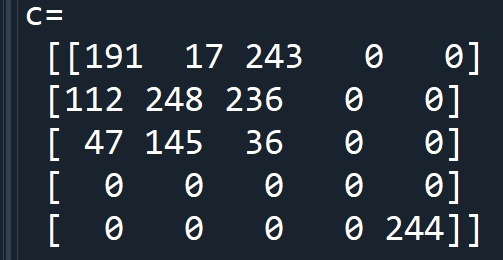 c=
[[191 17 243 0 0]
[112 248 236 0 0]
[ 47 145 36 0 0]
[ 0 0 0 0 0]
[ 0 0 0 0 244]]